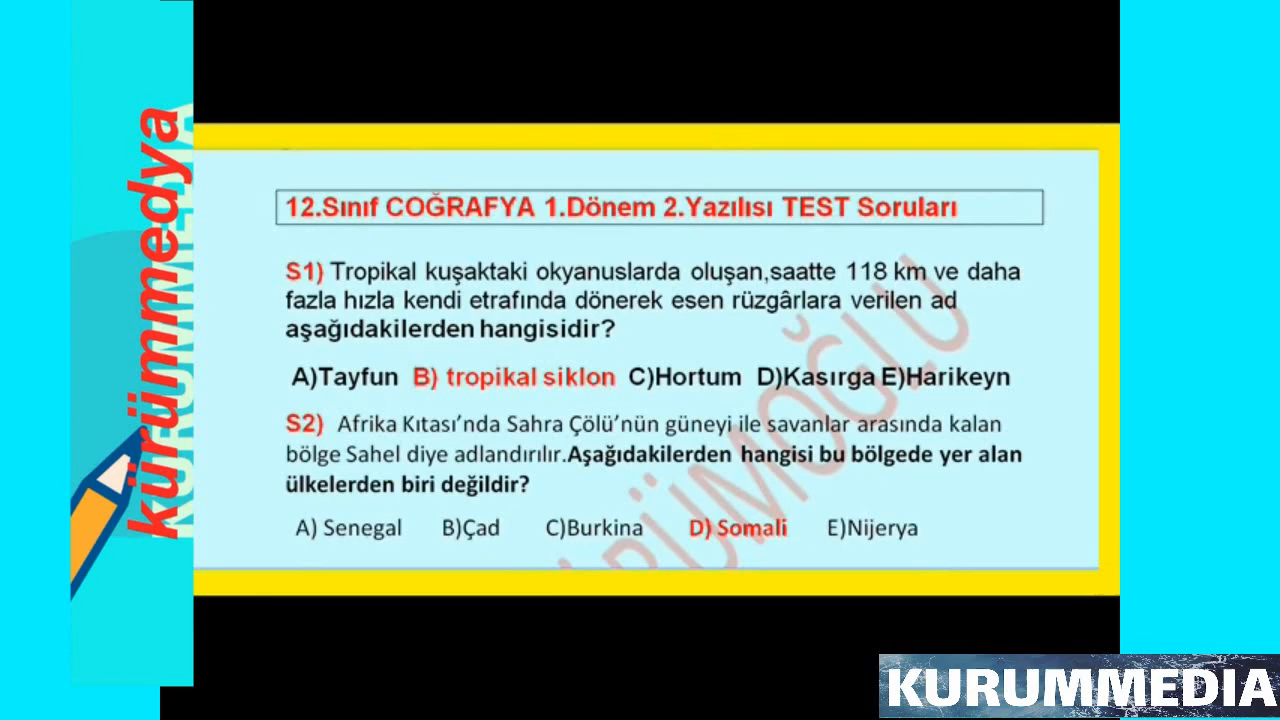 kürümmedya
KURUMMEDIA
12.Sınıf COĞRAFYA 1.Dönem 2.Yazılısı TEST Soruları
S1) Tropikal kuşaktaki okyanuslarda oluşan,saatte 118 km ve daha
fazla hızla kendi etrafında dönerek esen rüzgârlara verilen ad
aşağıdakilerden hangisidir?
A)Tayfun B) tropikal siklon C)Hortum D)Kasırga E)Harikeyn
S2) Afrika Kıtası’nda Sahra Çölü’nün güneyi ile savanlar arasında kalan
bölge Sahel diye adlandırılır.Aşağıdakilerden hangisi bu bölgede yer alan
ülkelerden biri değildir?
A) Senegal B)Çad C)Burkina D) Somali E)Nijerya
KURUMMEDIA